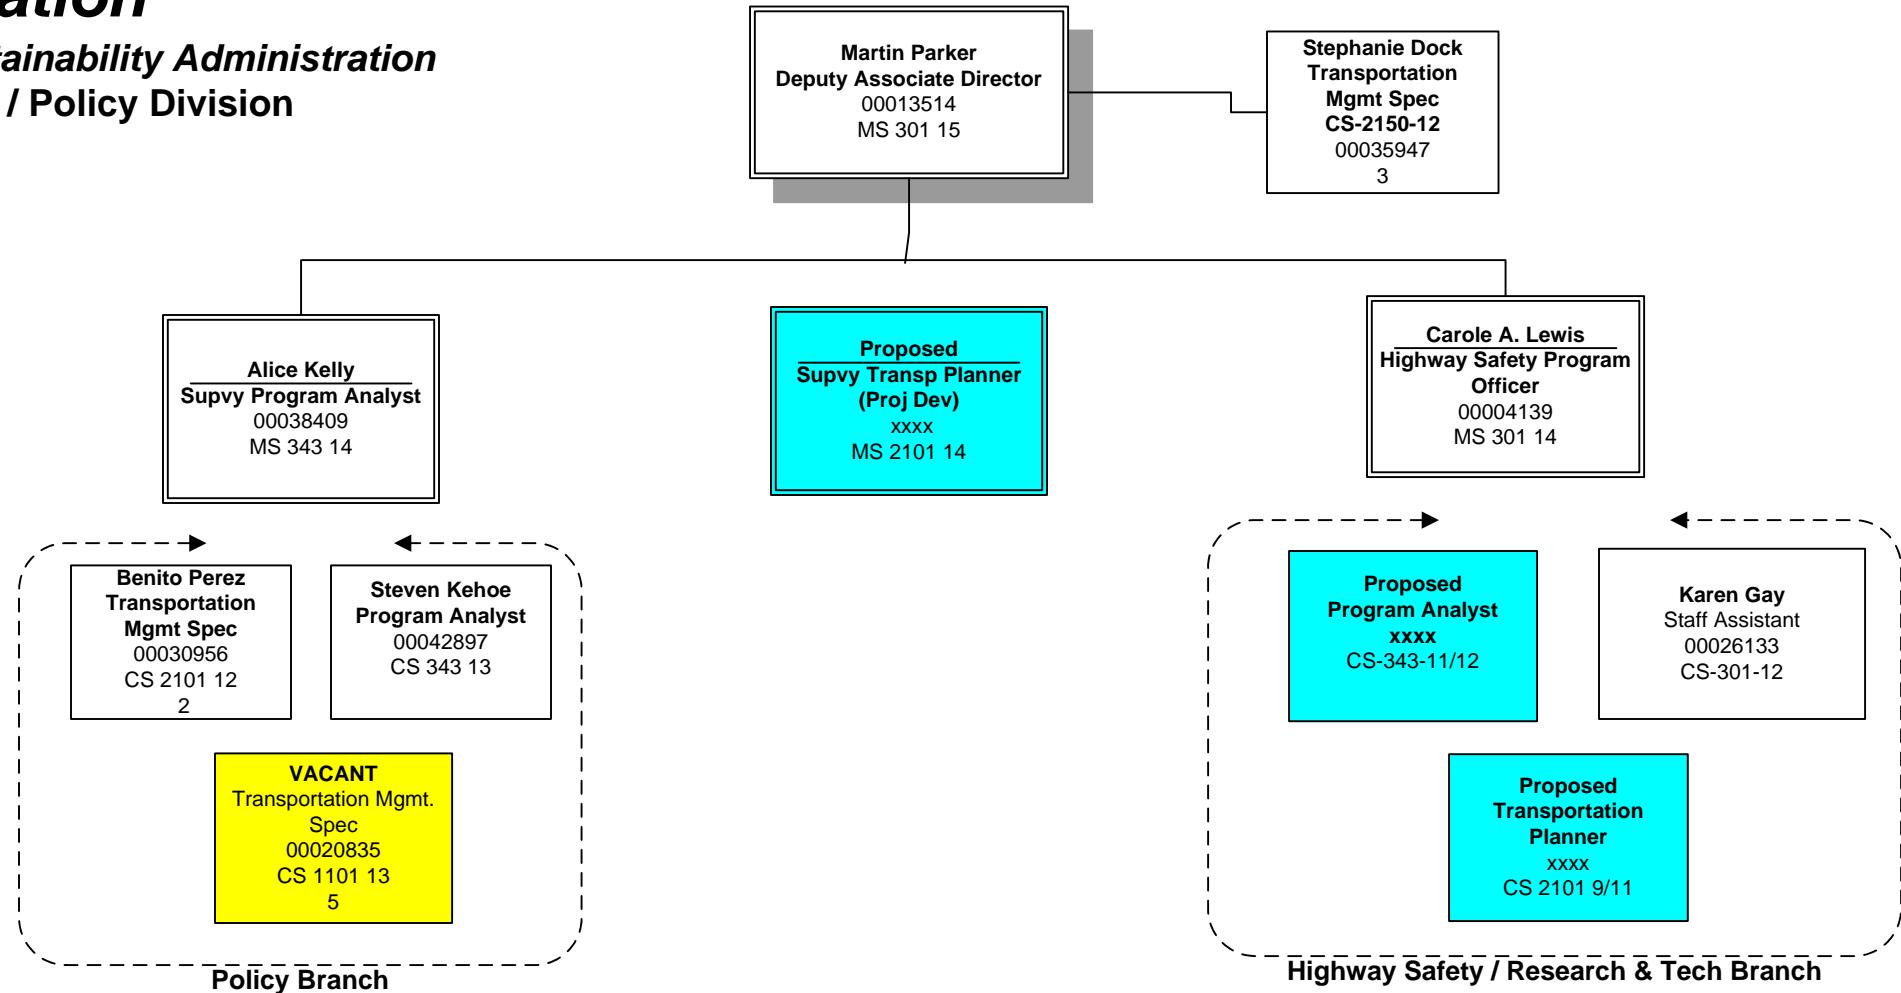 ation
tainability Administration
/ Policy Division
Martin Parker
Deputy Associate Director
00013514
MS 301 15
Stephanie Dock
Transportation
Mgmt Spec
CS-2150-12
00035947
3
Alice Kelly
Supvy Program Analyst
00038409
MS 343 14
Proposed
Supvy Transp Planner
(Proj Dev)
xxxx
MS 2101 14
Carole A. Lewis
Highway Safety Program
Officer
00004139
MS 301 14
Benito Perez
Transportation
Mgmt Spec
00030956
CS 2101 12
2
Steven Kehoe
Program Analyst
00042897
CS 343 13
VACANT
Transportation Mgmt.
Spec
00020835
CS 1101 13
5
Policy Branch
Proposed
Program Analyst
xxxx
CS-343-11/12
Karen Gay
Staff Assistant
00026133
CS-301-12
Proposed
Transportation
Planner
xxxx
CS 2101 9/11
Highway Safety / Research & Tech Branch